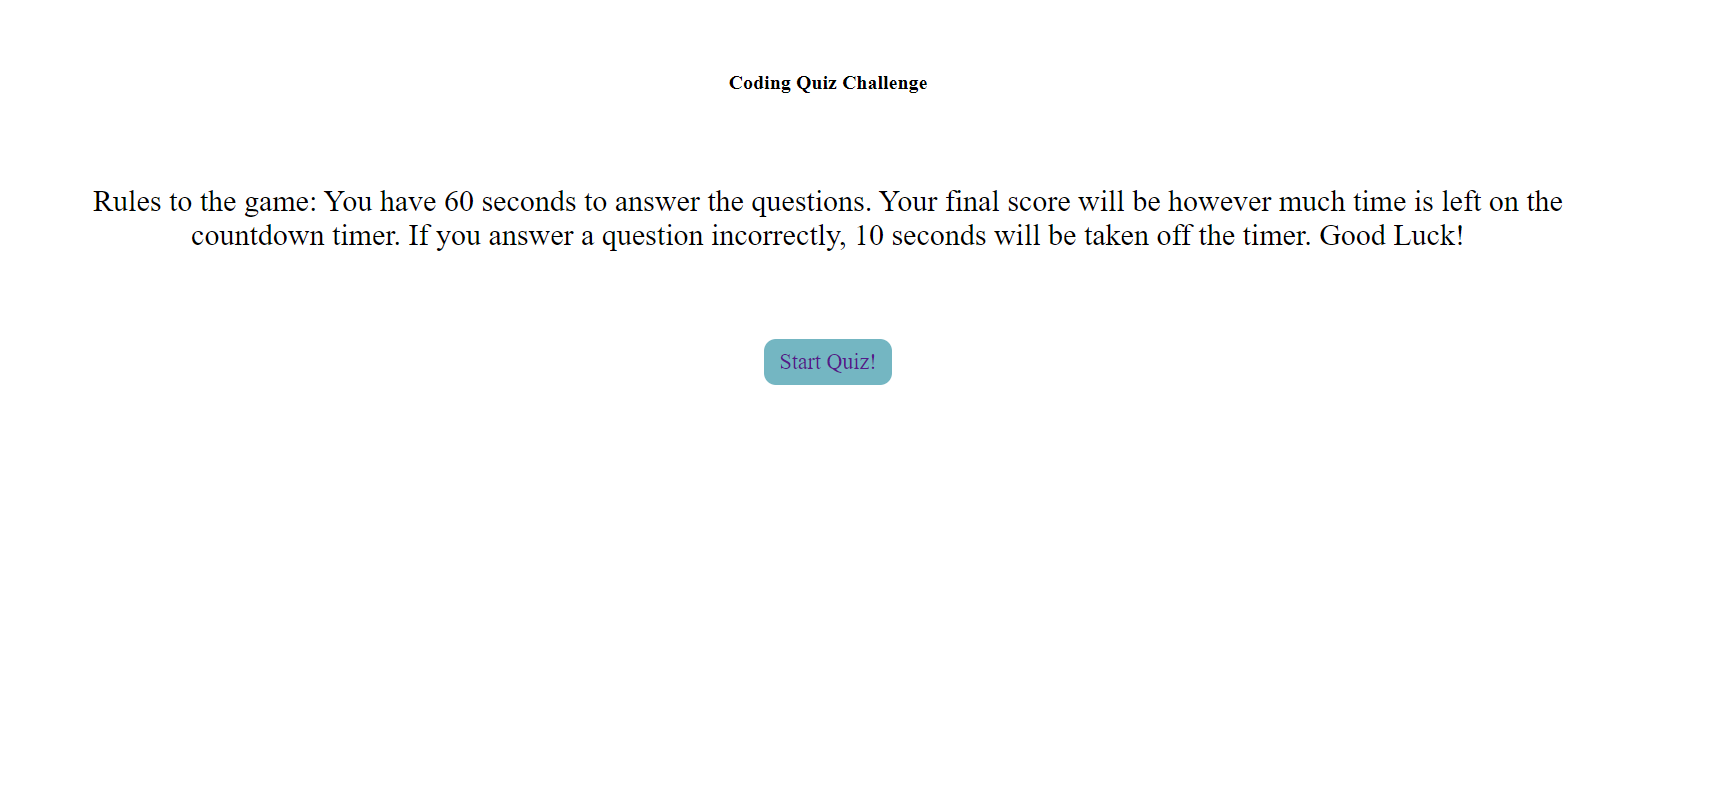 Coding Quiz Challenge
Rules to the game: You have 60 seconds to answer the questions. Your final score will be however much time is left on the
countdown timer. If you answer a question incorrectly, 10 seconds will be taken off the timer. Good Luck!
Start Quiz!